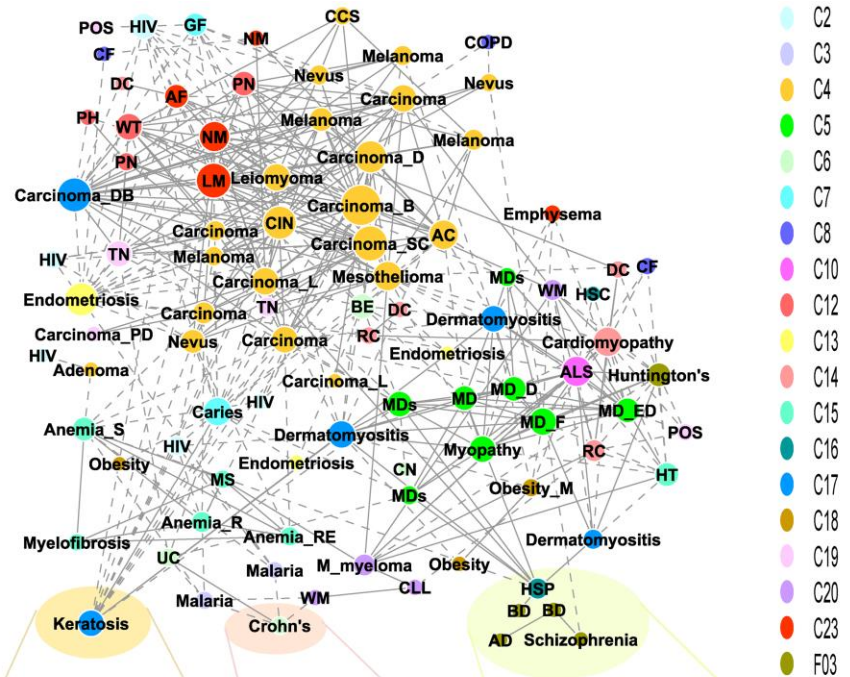 CCS
C2
POS
HIV
GF
NM
COPD
C3
CF
Melanoma
Nevus
Nevus
DC
AF
PN
Carcinoma
C4
PH
WT
Melanoma
Melanoma
C5
PN
NM
Carcinoma_D
C6
LM
Leiomyoma
Carcinoma_DB
Carcinoma_B
C7
Emphysema
Carcinoma
CIN
AC
C8
Carcinoma_SC
HIV
TN
Melanoma
C10
Carcinoma_L
Mesothelioma
MDs
DC
CF
Endometriosis
WM
HSC
C12
Carcinoma
TN
BE
DC
Dermatomyositis
C13
Carcinoma_PD
Nevus
Carcinoma
RC
Cardiomyopathy
HIV
Endometriosis
C14
Adenoma
ALS
Huntington's
Carcinoma_L
MD_D
C15
HIV
MDs
MD
Caries
MD_F
MD_ED
C16
Anemia_S
Dermatomyositis
POS
HIV
Myopathy
RC
C17
Obesity
Endometriosis
CN
HT
MS
MDs
Obesity_M
C18
Anemia_R
Myelofibrosis
Anemia_RE
Dermatomyositis
C19
UC
Malaria
M_myeloma
Obesity
C20
CLL
HSP
Malaria
WM
BD
BD
C23
Keratosis
Crohn's
AD
Schizophrenia
F03